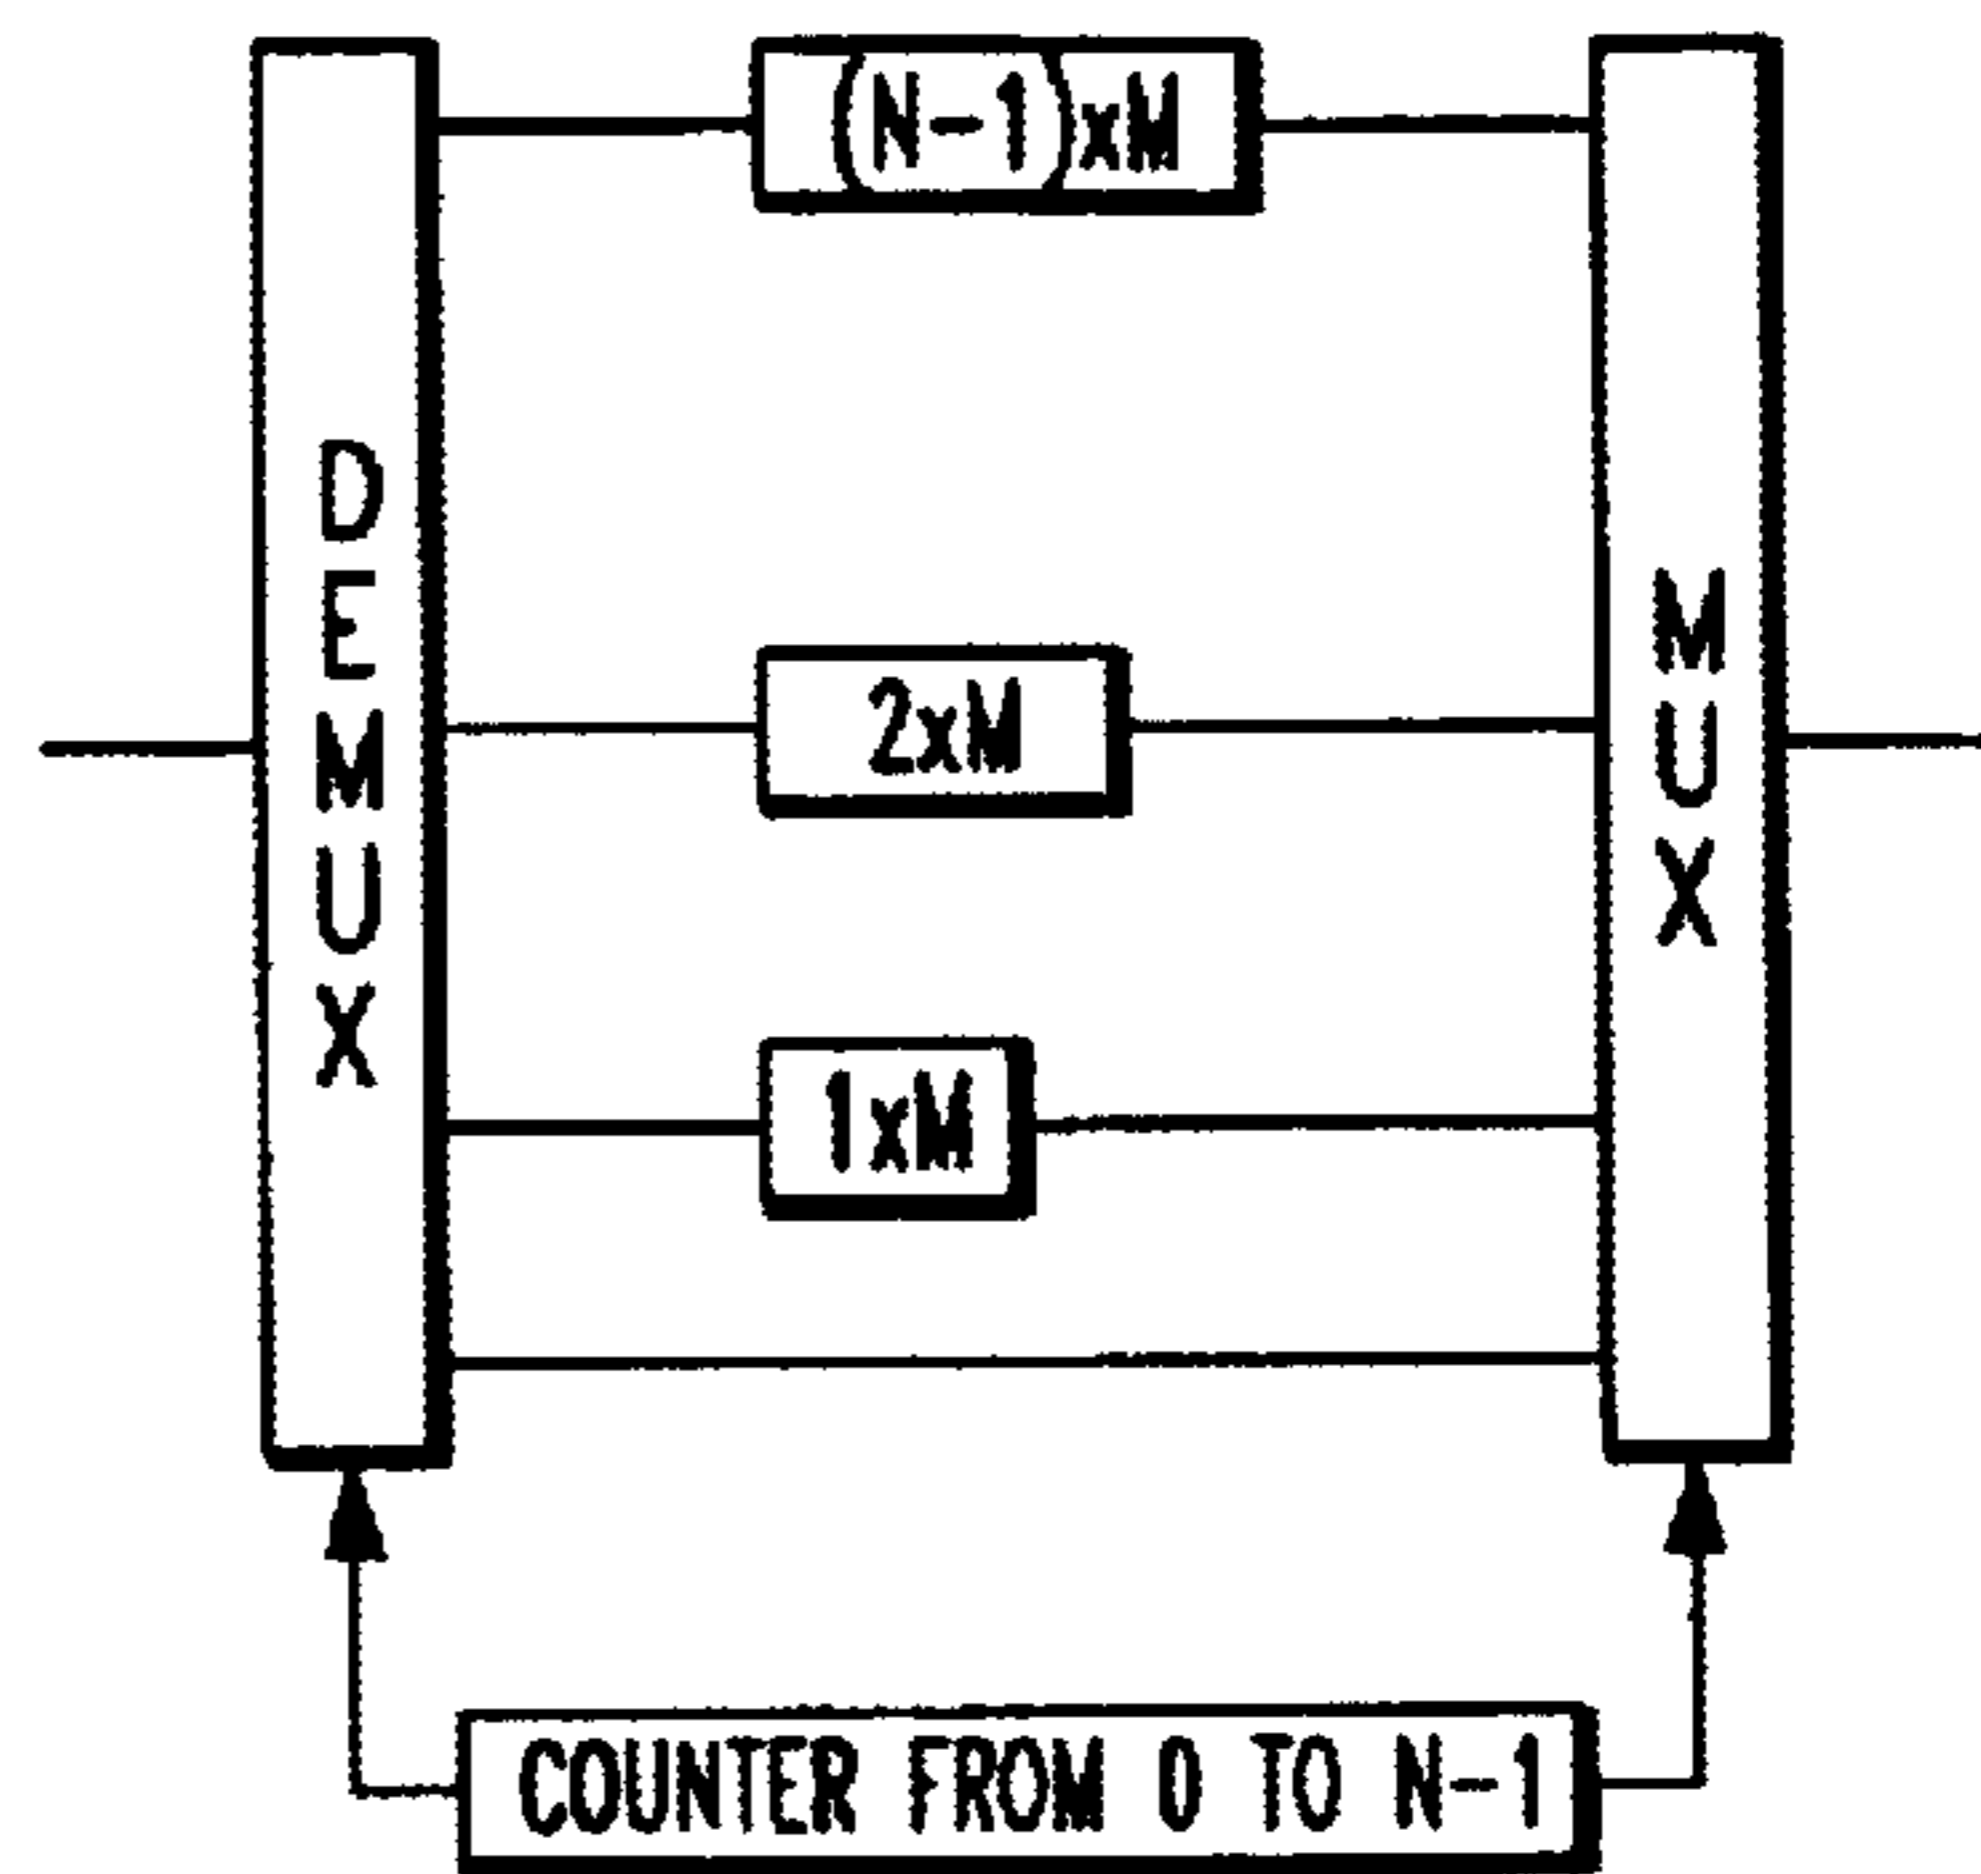 (N-1)xM
DEMUX
MUX
2xM
1xM
COUNTER FROM 0 TO N-1